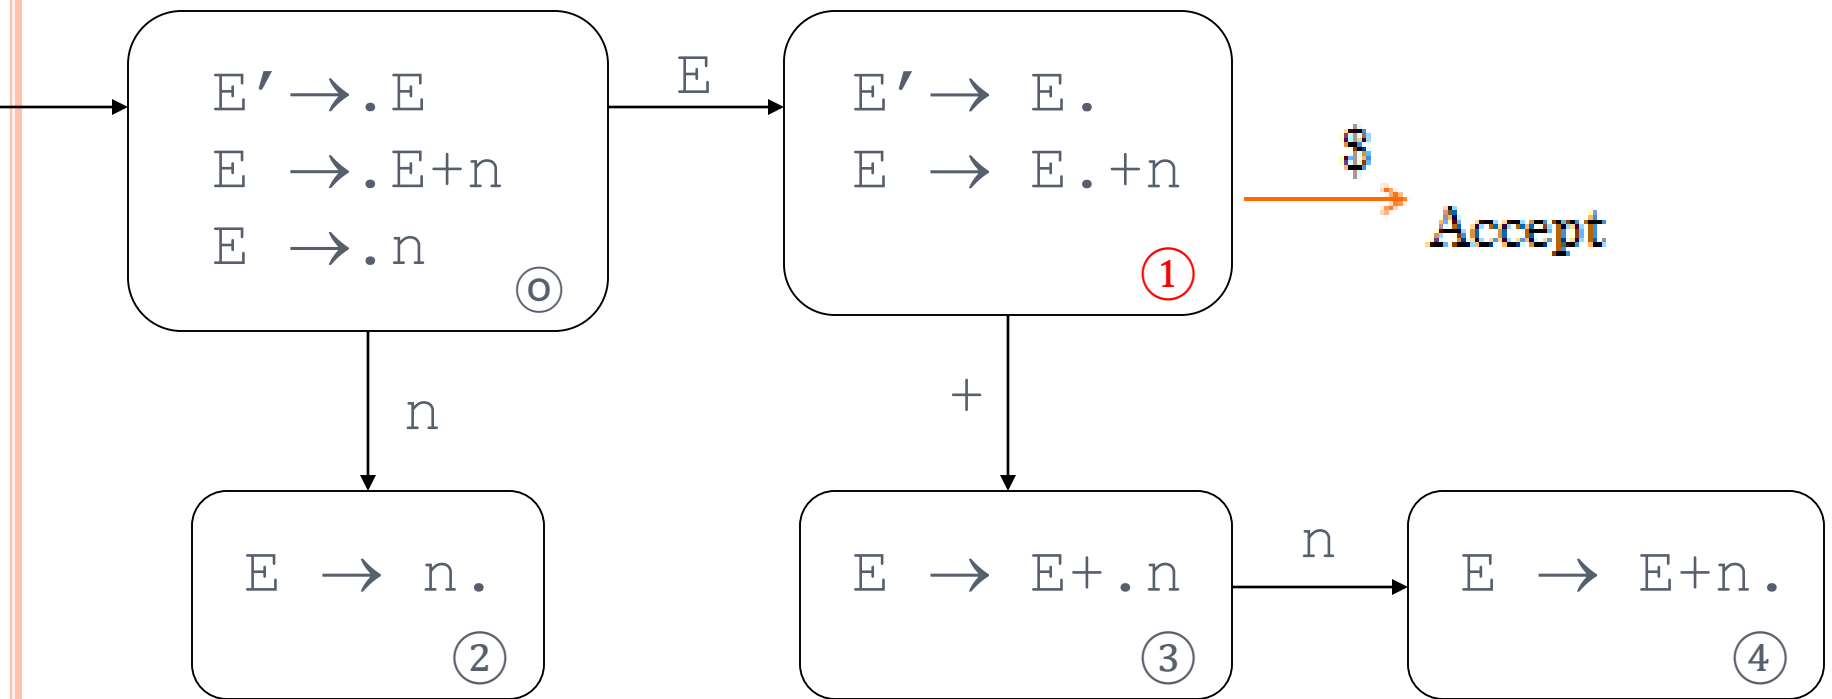 E′→.E
E →.E+n
E →.n
⓪
E
E′→ E.
E → E.+n
①
$
Accept
n
+
E → n.
②
E → E+.n
③
n
E → E+n.
④